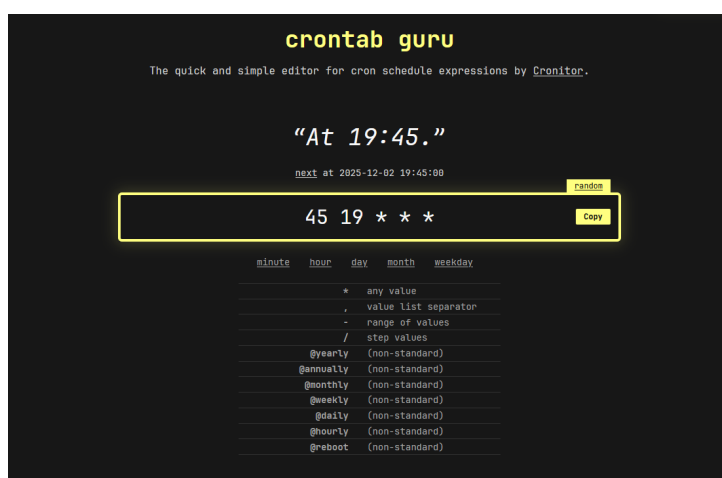 crontab guru
The quick and simple editor for cron schedule expressions by Cronitor.
“At 19:45.”
next at 2025-12-02 19:45:00
random
45 19 * * *
Copy
minute hour day month weekday
* any value
, value list separator
- range of values
/ step values
@yearly (non-standard)
@annually (non-standard)
@monthly (non-standard)
@weekly (non-standard)
@daily (non-standard)
@hourly (non-standard)
@reboot (non-standard)